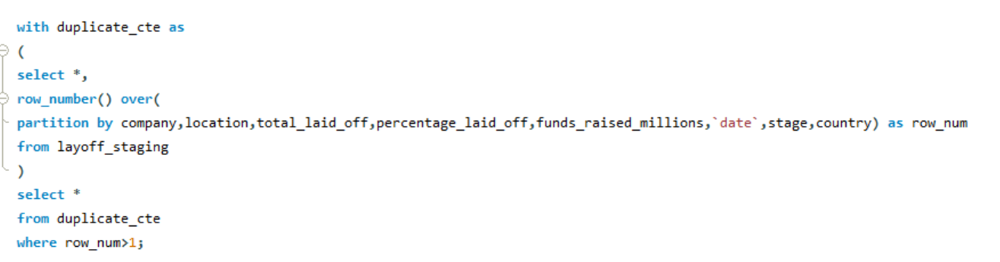 with duplicate_cte as
(
select *,
row_number() over(
partition by company,location,total_laid_off,percentage_laid_off,funds_raised_millions,`date`,stage,country) as row_num
from layoff_staging
)
select *
from duplicate_cte
where row_num>1;